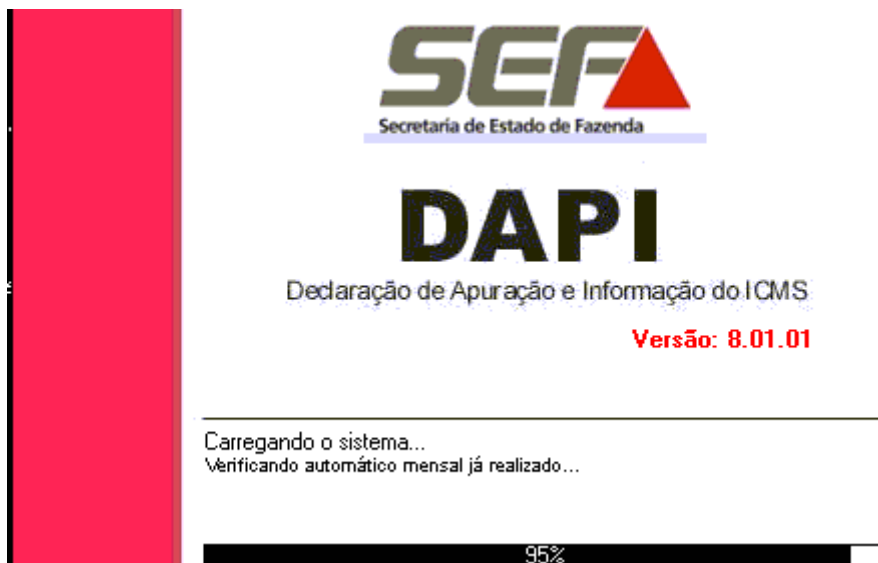 SEF
Secretaria de Estado de Fazenda
DAPI
Declaração de Apuração e Informação do ICMS
Versão: 8.01.01
Carregando o sistema...
Verificando automático mensal já realizado...
95%